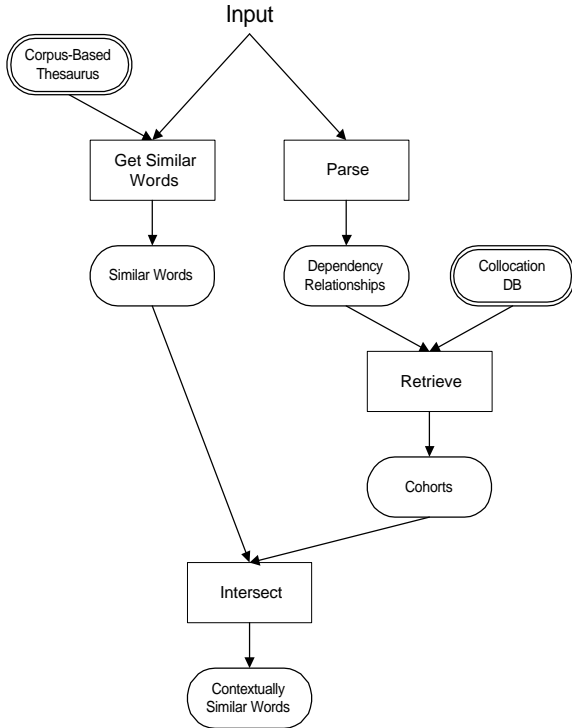 Input
Corpus-Based
Thesaurus
Get Similar
Words
Parse
Similar Words
Dependency
Relationships
Collocation
DB
Retrieve
Cohorts
Intersect
Contextually
Similar Words